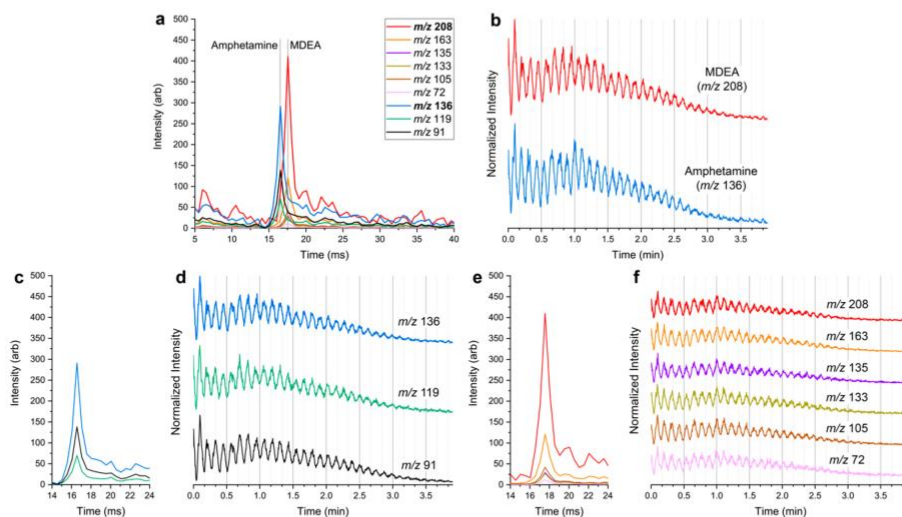 a
Intensity (arb)
500
450
400
350
300
250
200
150
100
50
0
5 10 15 20 25 30 35 40
Time (ms)
Amphetamine MDEA
m/z 208
m/z 163
m/z 135
m/z 133
m/z 105
m/z 72
m/z 136
m/z 119
m/z 91
b
Normalized Intensity
MDEA
(m/z 208)
Amphetamine
(m/z 136)
0.0 0.5 1.0 1.5 2.0 2.5 3.0 3.5
Time (min)
c
Intensity (arb)
500
450
400
350
300
250
200
150
100
50
0
14 16 18 20 22 24
Time (ms)
d
Normalized Intensity
m/z 136
m/z 119
m/z 91
0.0 0.5 1.0 1.5 2.0 2.5 3.0 3.5
Time (min)
e
Intensity (arb)
500
450
400
350
300
250
200
150
100
50
0
14 16 18 20 22 24
Time (ms)
f
Normalized Intensity
m/z 208
m/z 163
m/z 135
m/z 133
m/z 105
m/z 72
0.0 0.5 1.0 1.5 2.0 2.5 3.0 3.5
Time (min)